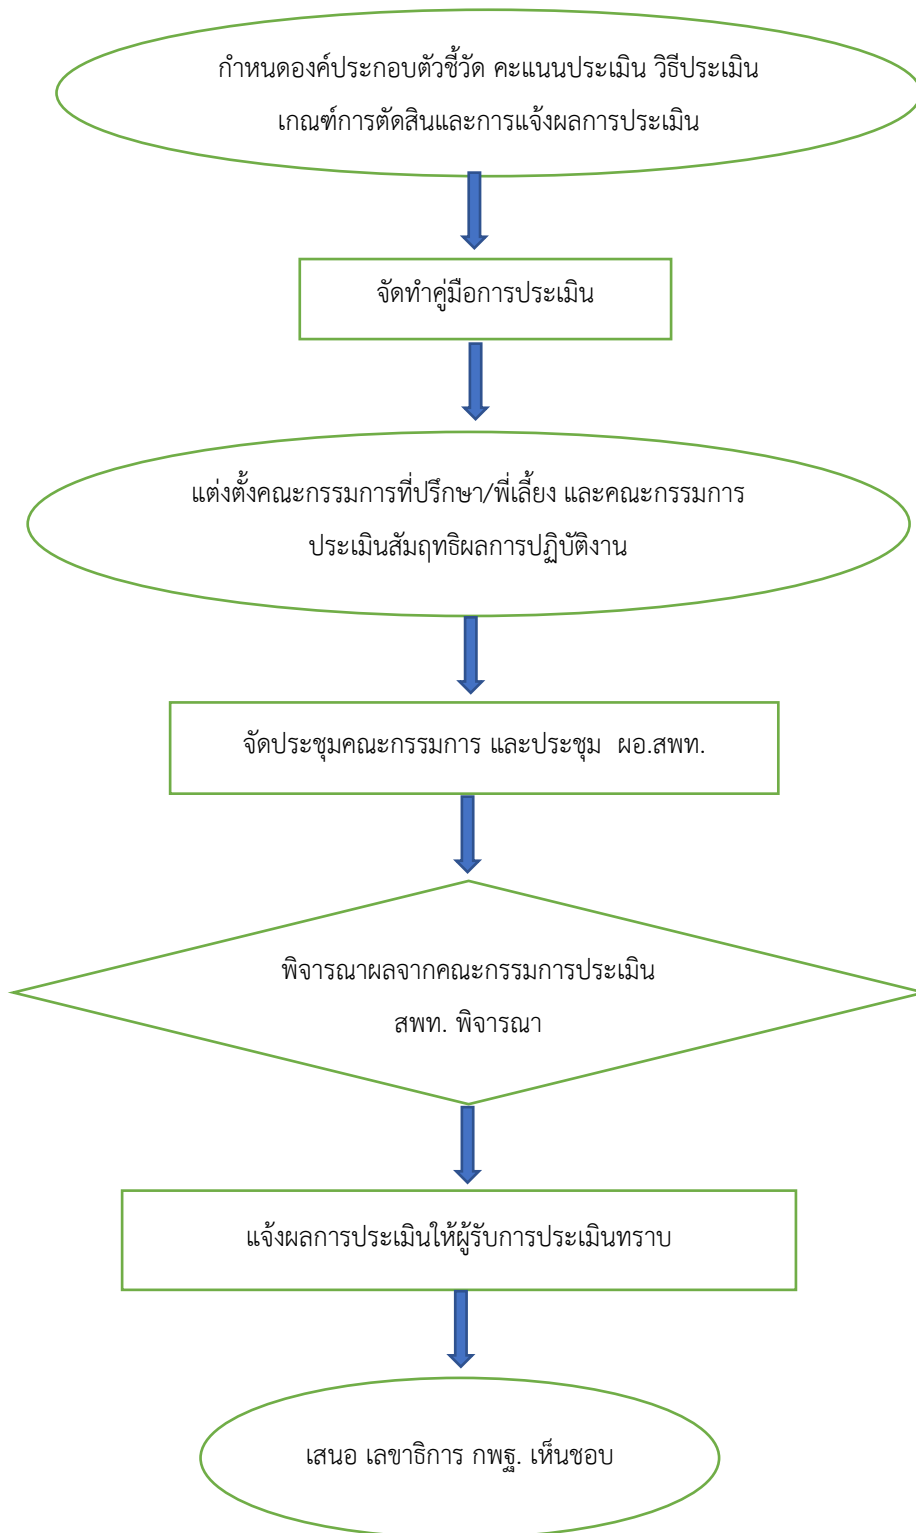 กำหนดองค์ประกอบตัวชี้วัด คะแนนประเมิน วิธีประเมิน
เกณฑ์การตัดสินและการแจ้งผลการประเมิน
จัดทำคู่มือการประเมิน
แต่งตั้งคณะกรรมการที่ปรึกษา/พี่เลี้ยง และคณะกรรมการ
ประเมินสัมฤทธิผลการปฏิบัติงาน
จัดประชุมคณะกรรมการ และประชุม ผอ.สพท.
พิจารณาผลจากคณะกรรมการประเมิน
สพท. พิจารณา
แจ้งผลการประเมินให้ผู้รับการประเมินทราบ
เสนอ เลขาธิการ กพฐ. เห็นชอบ